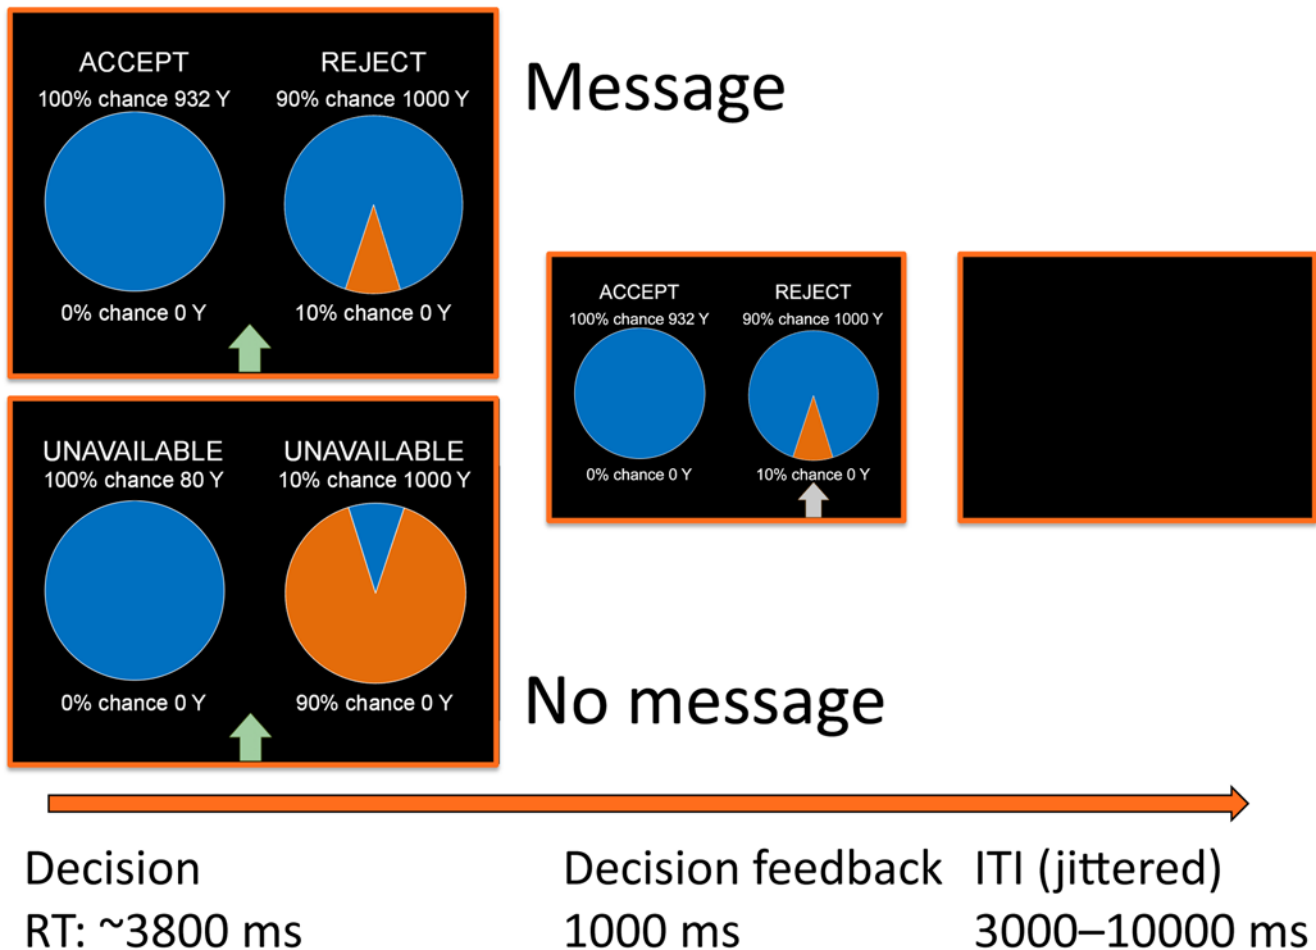 ACCEPT REJECT
100% chance 932 Y 90% chance 1000 Y
0% chance 0 Y 10% chance 0 Y
Message
UNAVAILABLE UNAVAILABLE
100% chance 80 Y 10% chance 1000 Y
0% chance 0 Y 90% chance 0 Y
No message
ACCEPT REJECT
100% chance 932 Y 90% chance 1000 Y
0% chance 0 Y 10% chance 0 Y
Decision Decision feedback ITI (jittered)
RT: ~3800 ms 1000 ms 3000–10000 ms